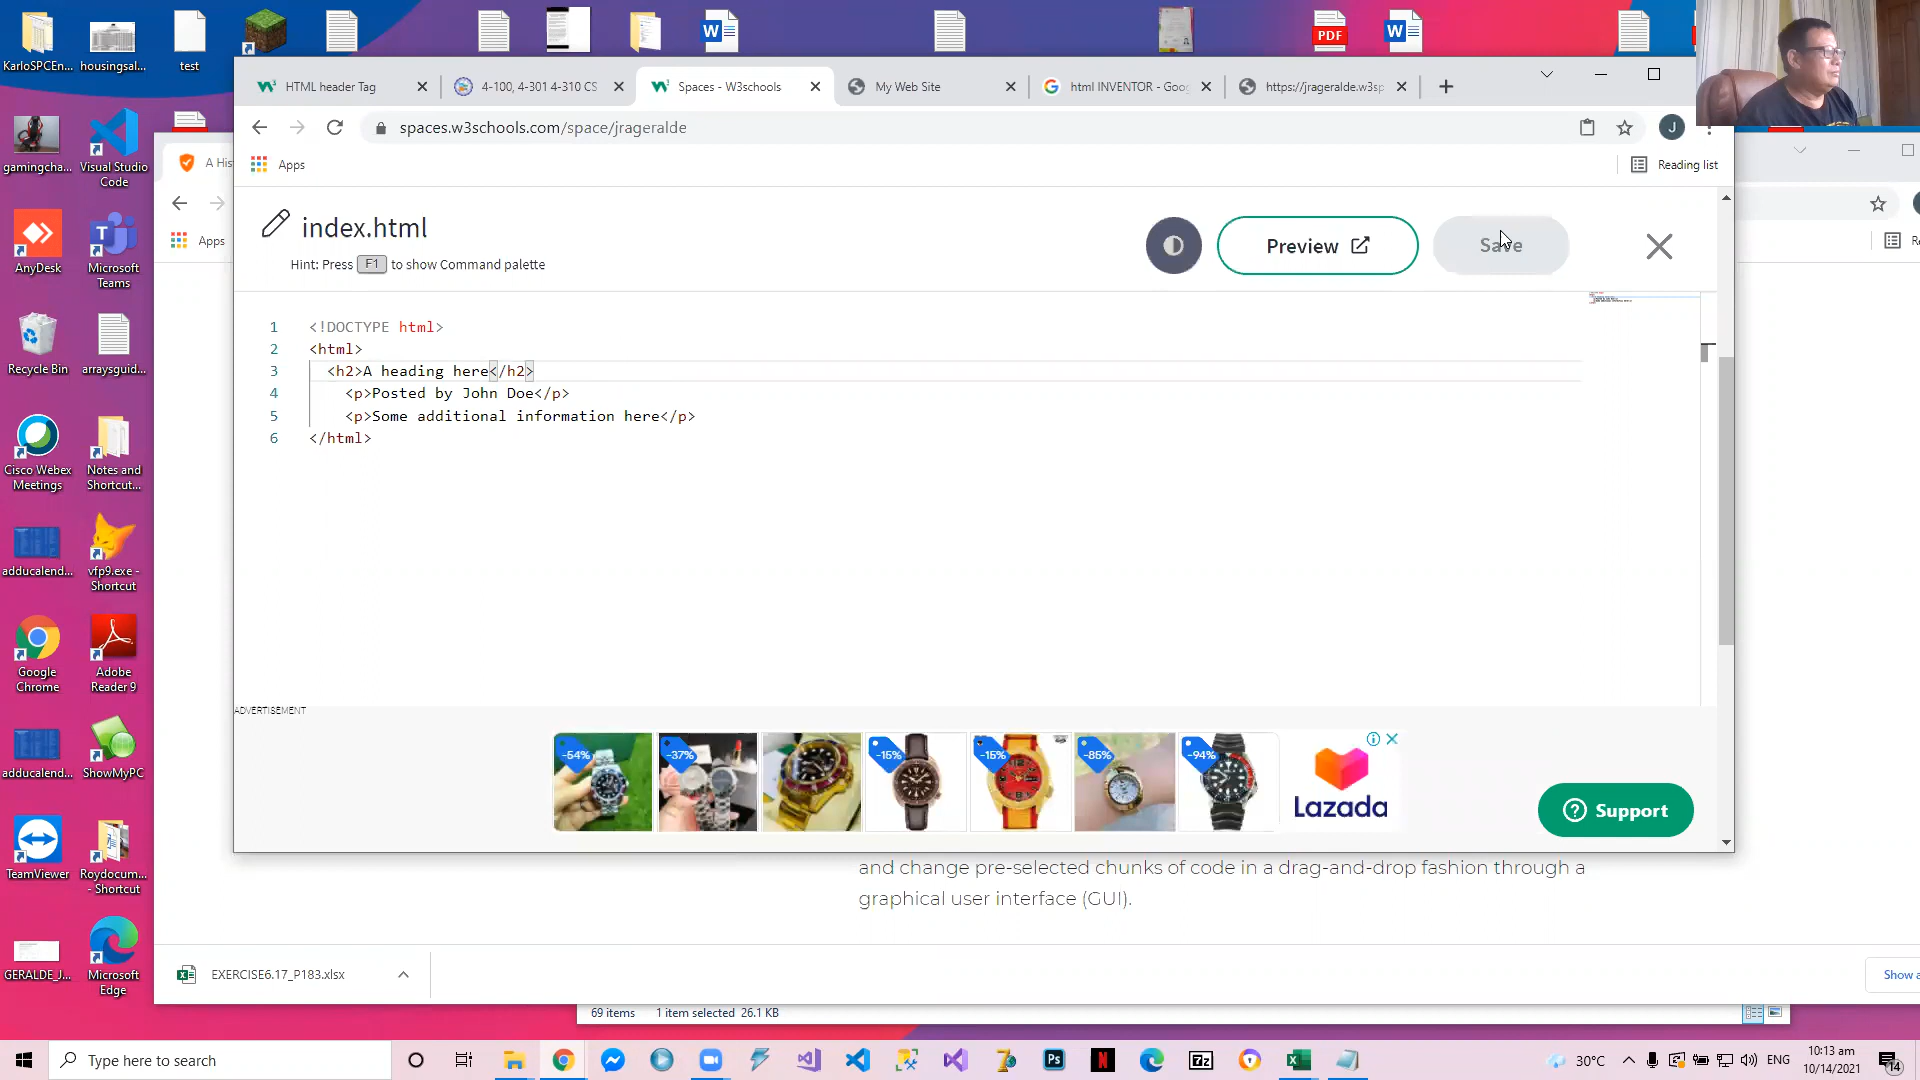 KarloSPCEn...
housingsal...
test
W
PDF
W
HTML header Tag
4-100, 4-301 4-310 CS
Spaces - W3schools
My Web Site
html INVENTOR - Goo
https://jrageralde.w3sp
spaces.w3schools.com/space/jrageralde
J
Apps
Reading list
A His
Apps
gamingcha...
Visual Studio
Code
AnyDesk
Microsoft
Teams
Recycle Bin
arraysguid...
Cisco Webex
Meetings
Notes and
Shortcut...
adducalend...
vfp9.exe -
Shortcut
Google
Chrome
Adobe
Reader 9
adducalend...
ShowMyPC
TeamViewer
Roydocum...
- Shortcut
GERALDE_J...
Microsoft
Edge
index.html
Hint: Press F1 to show Command palette
Preview
Save
1 <!DOCTYPE html>
2 <html>
3 <h2>A heading here</h2>
4 <p>Posted by John Doe</p>
5 <p>Some additional information here</p>
6 </html>
ADVERTISEMENT
-54%
-37%
-15%
-15%
-85%
-94%
Lazada
Support
and change pre-selected chunks of code in a drag-and-drop fashion through a
graphical user interface (GUI).
EXERCISE6.17_P183.xlsx
Show a
69 items 1 item selected 26.1 KB
Type here to search
Ps
N
7z
30°C
ENG
10:13 am
10/14/2021
14